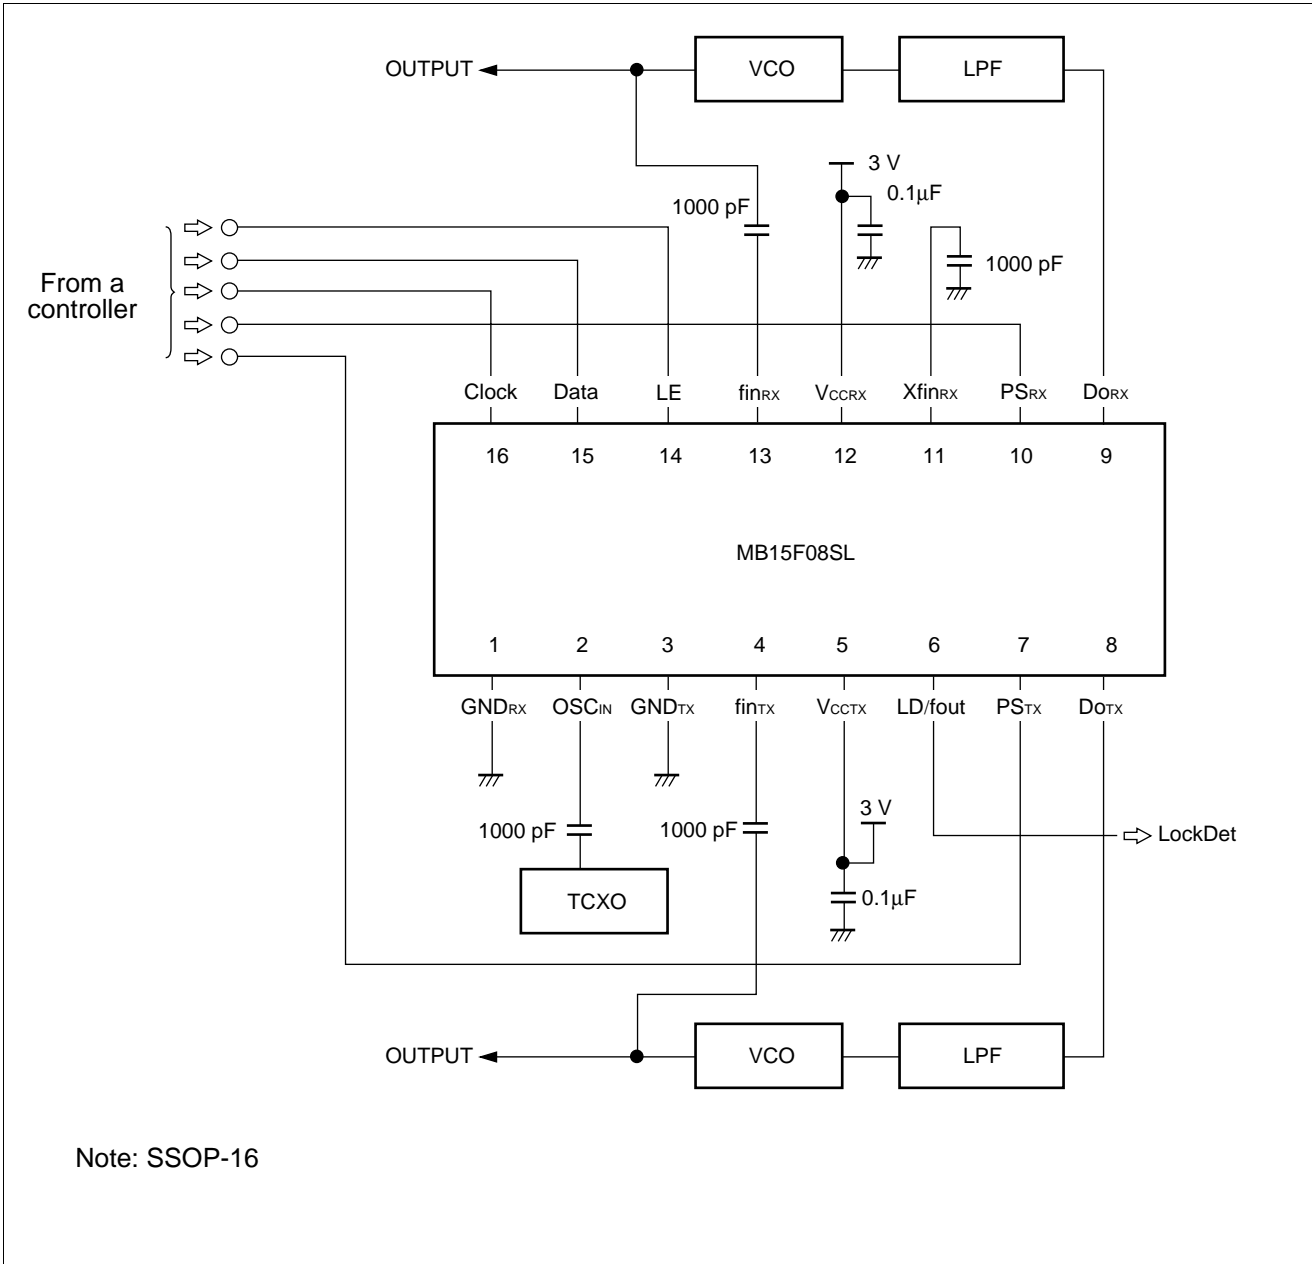 OUTPUT
VCO
LPF
3 V
0.1μF
1000 pF
1000 pF
From a
controller
Clock
Data
LE
finRX
VCCRX
XfinRX
PSRX
DoRX
16
15
14
13
12
11
10
9
MB15F08SL
1
2
3
4
5
6
7
8
GNDRX
OSCIN
GNDTX
finTX
VCCTX
LD/fout
PSTX
DoTX
3 V
1000 pF
1000 pF
LockDet
TCXO
0.1μF
OUTPUT
VCO
LPF
Note: SSOP-16